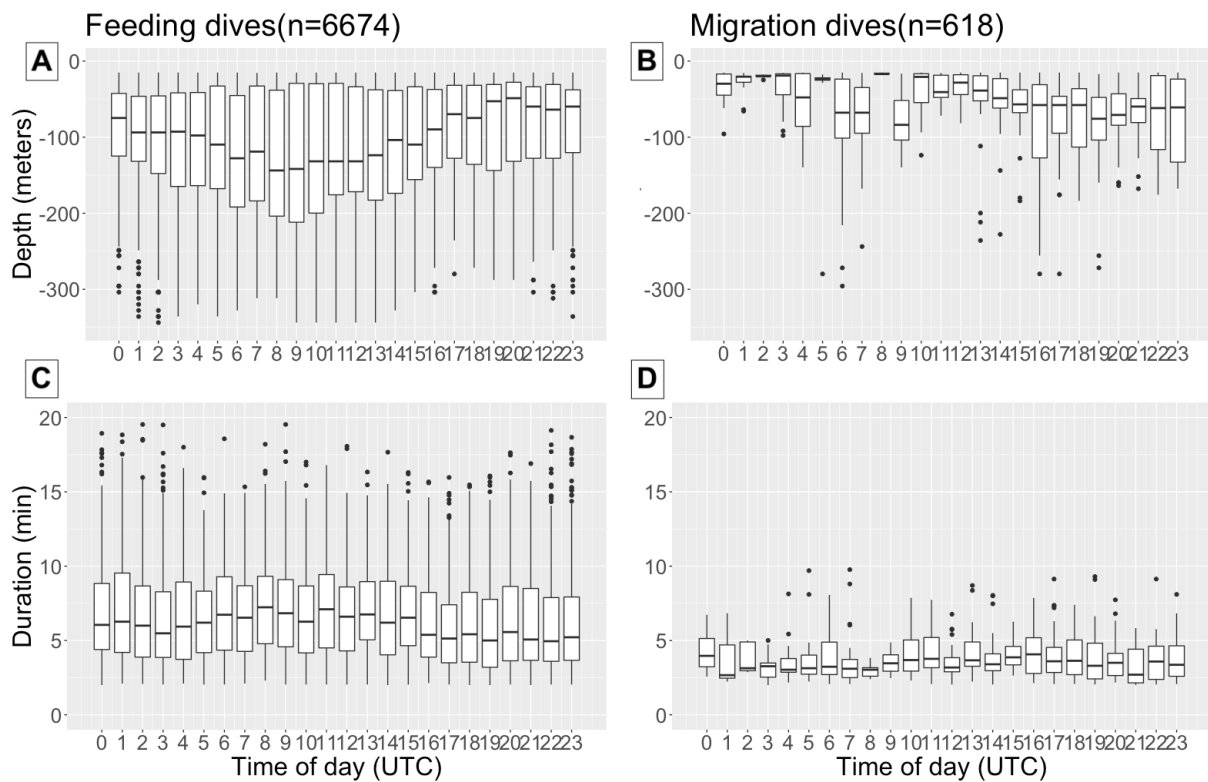 Feeding dives(n=6674)
Migration dives(n=618)
A
B
Depth (meters)
0
-100
-200
-300
0 1 2 3 4 5 6 7 8 9 10 11 12 13 14 15 16 17 18 19 20 21 22 23
0
-100
-200
-300
0 1 2 3 4 5 6 7 8 9 10 11 12 13 14 15 16 17 18 19 20 21 22 23
C
D
Duration (min)
20
15
10
5
0
0 1 2 3 4 5 6 7 8 9 10 11 12 13 14 15 16 17 18 19 20 21 22 23
Time of day (UTC)
20
15
10
5
0
0 1 2 3 4 5 6 7 8 9 10 11 12 13 14 15 16 17 18 19 20 21 22 23
Time of day (UTC)